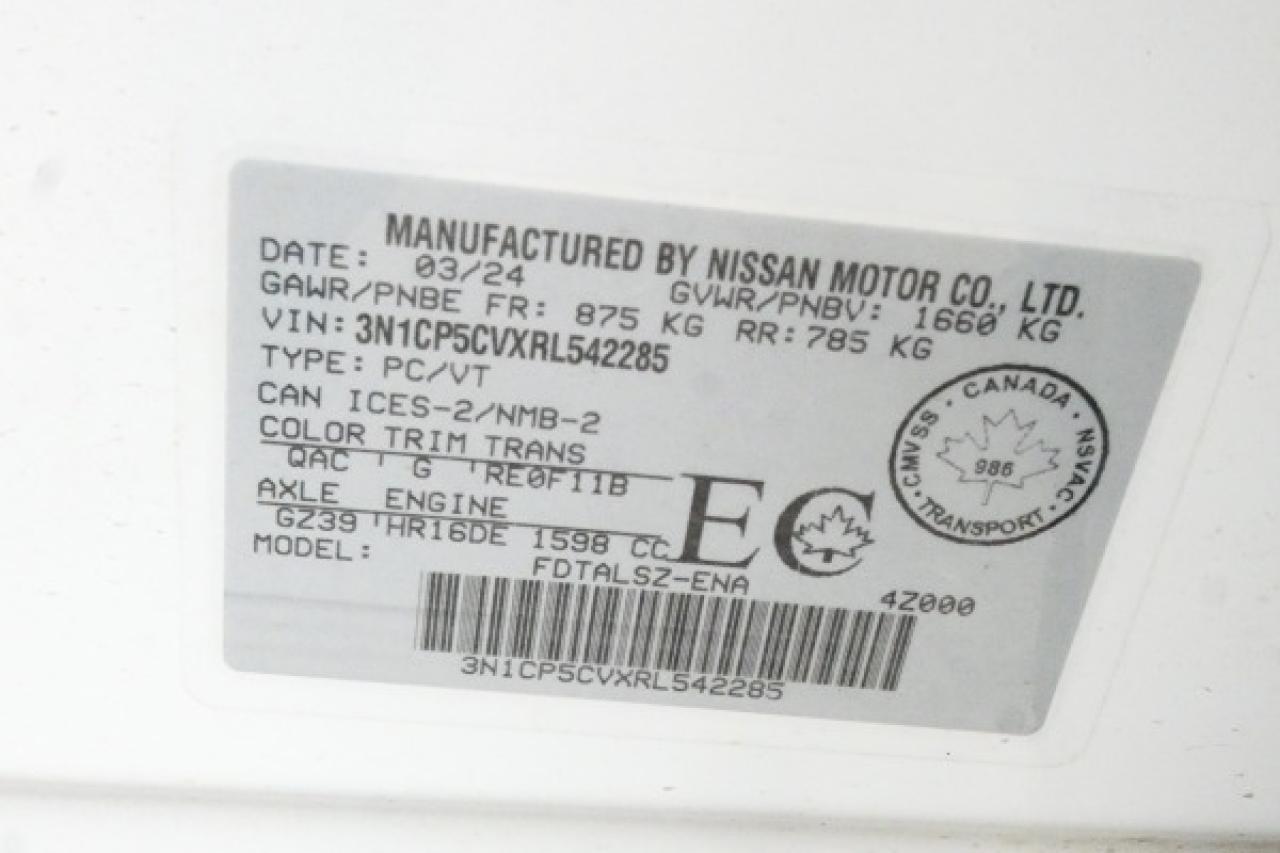 MANUFACTURED BY NISSAN MOTOR CO., LTD.
DATE: 03/24 GVWR/PNBV: 1660 KG
GAWR/PNBE FR: 875 KG RR: 785 KG
VIN: 3N1CP5CVXRL542285
TYPE: PC/VT
CAN ICES-2/NMB-2
COLOR TRIM TRANS
QAC G RE0F11B
AXLE ENGINE
GZ39 HR16DE 1598 CC
MODEL: FDTALSZ-ENA
EC
CANADA · NSVAC · TRANSPORT · CMVSS ·
986
4Z000
3N1CP5CVXRL542285